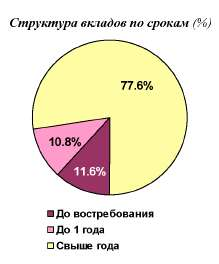 Структура вкладов по срокам (%)
77.6%
10.8%
11.6%
До востребования
До 1 года
Свыше года